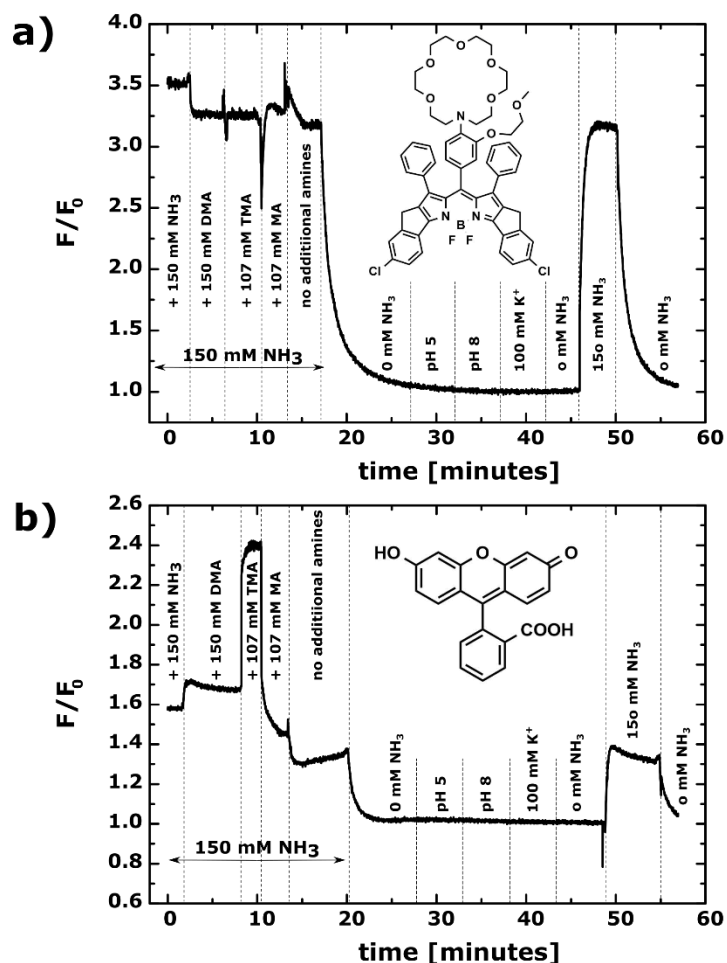 a)
F/F0
4.0
3.5
3.0
2.5
2.0
1.5
1.0
+ 150 mM NH3
+ 150 mM DMA
+ 107 mM TMA
+ 107 mM MA
no additional amines
150 mM NH3
0 mM NH3
pH 5
pH 8
100 mM K+
o mM NH3
15o mM NH3
o mM NH3
O
O
O
O
O
N
O
O
N
B
N
F F
Cl
Cl
0
10
20
30
40
50
60
time [minutes]
b)
F/F0
2.6
2.4
2.2
2.0
1.8
1.6
1.4
1.2
1.0
0.8
0.6
+ 150 mM NH3
+ 150 mM DMA
+ 107 mM TMA
+ 107 mM MA
no additiional amines
150 mM NH3
0 mM NH3
pH 5
pH 8
100 mM K+
o mM NH3
15o mM NH3
o mM NH3
HO
O
O
COOH
0
10
20
30
40
50
60
time [minutes]